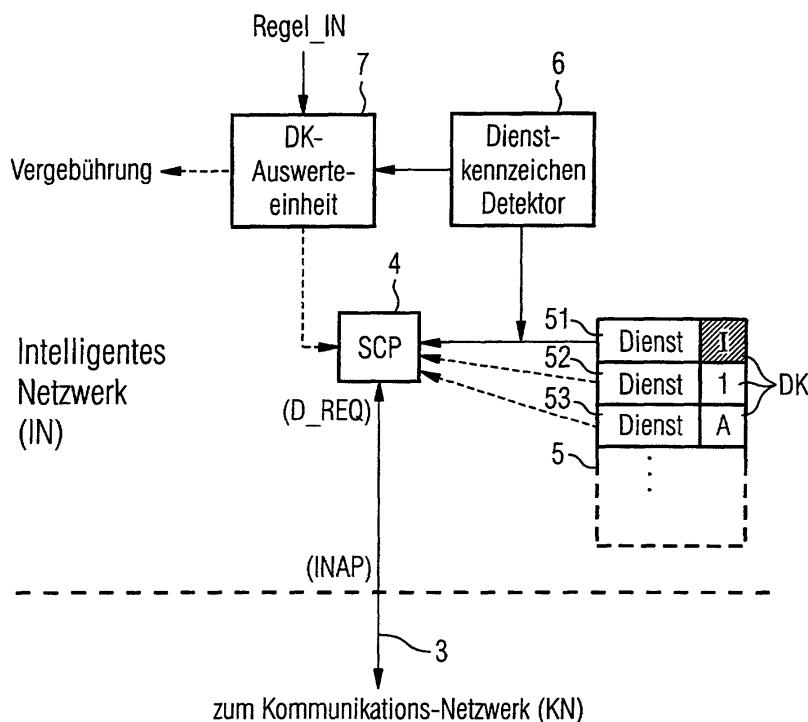 Regel_IN
7
6
DK-
Auswerte-
einheit
Dienst-
kennzeichen
Detektor
Vergebührung
4
SCP
51
Dienst
I
52
Dienst
1
DK
53
Dienst
A
5
Intelligentes
Netzwerk
(IN)
(D_REQ)
(INAP)
3
zum Kommunikations-Netzwerk (KN)